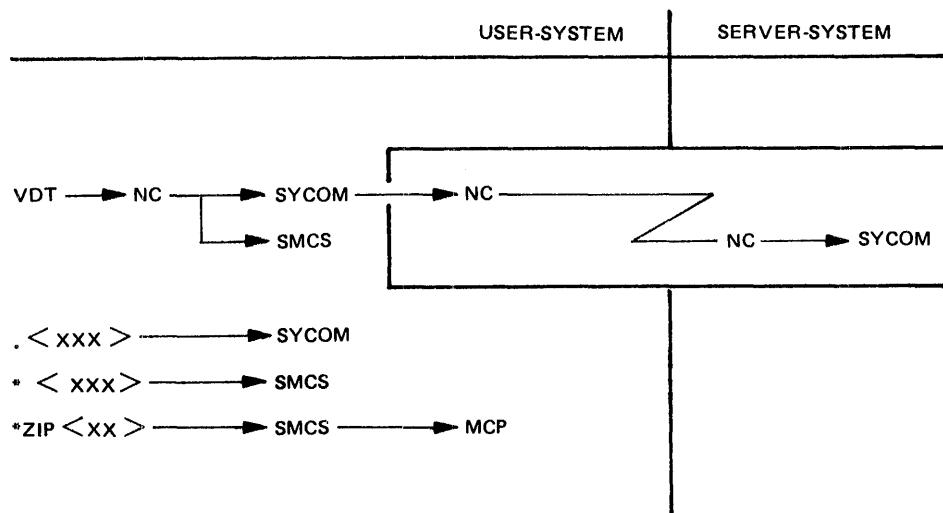 USER-SYSTEM SERVER-SYSTEM
VDT NC SYCOM NC
SMCS NC SYCOM
. < xxx > SYCOM
* < xxx > SMCS
*ZIP < xx > SMCS MCP